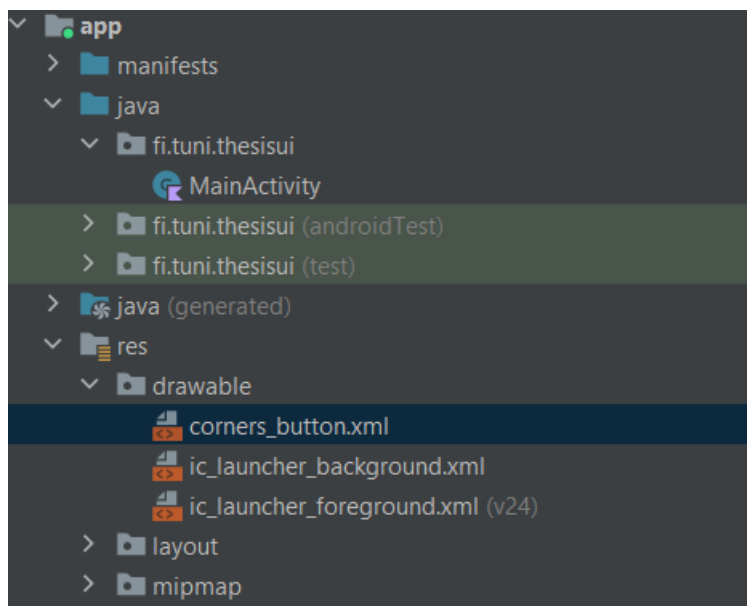 app
manifests
java
fi.tuni.thesisui
MainActivity
fi.tuni.thesisui (androidTest)
fi.tuni.thesisui (test)
java (generated)
res
drawable
corners_button.xml
ic_launcher_background.xml
ic_launcher_foreground.xml (v24)
layout
mipmap